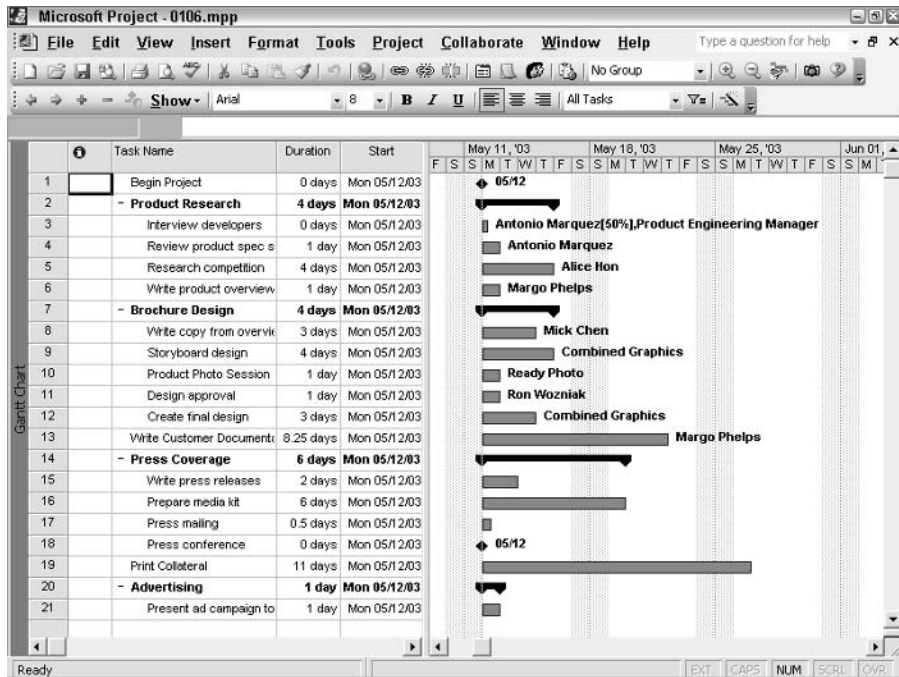 Microsoft Project - 0106.mpp
File Edit View Insert Format Tools Project Collaborate Window Help Type a question for help
No Group
Show Arial 8 B I U All Tasks
Task Name Duration Start May 11, '03 May 18, '03 May 25, '03 Jun 01,
F S S M T W T F S S M T W T F S S M T W T F S S M
1 Begin Project 0 days Mon 05/12/03 05/12
2 - Product Research 4 days Mon 05/12/03
3 Interview developers 0 days Mon 05/12/03 Antonio Marquez[50%],Product Engineering Manager
4 Review product spec s 1 day Mon 05/12/03 Antonio Marquez
5 Research competition 4 days Mon 05/12/03 Alice Hon
6 Write product overview 1 day Mon 05/12/03 Margo Phelps
7 - Brochure Design 4 days Mon 05/12/03
8 Write copy from overvie 3 days Mon 05/12/03 Mick Chen
9 Storyboard design 4 days Mon 05/12/03 Combined Graphics
10 Product Photo Session 1 day Mon 05/12/03 Ready Photo
11 Design approval 1 day Mon 05/12/03 Ron Wozniak
12 Create final design 3 days Mon 05/12/03 Combined Graphics
13 Write Customer Documenta 8.25 days Mon 05/12/03 Margo Phelps
14 - Press Coverage 6 days Mon 05/12/03
15 Write press releases 2 days Mon 05/12/03
16 Prepare media kit 6 days Mon 05/12/03
17 Press mailing 0.5 days Mon 05/12/03
18 Press conference 0 days Mon 05/12/03 05/12
19 Print Collateral 11 days Mon 05/12/03
20 - Advertising 1 day Mon 05/12/03
21 Present ad campaign to 1 day Mon 05/12/03
Gantt Chart
Ready EXT CAPS NUM SCRL OVR